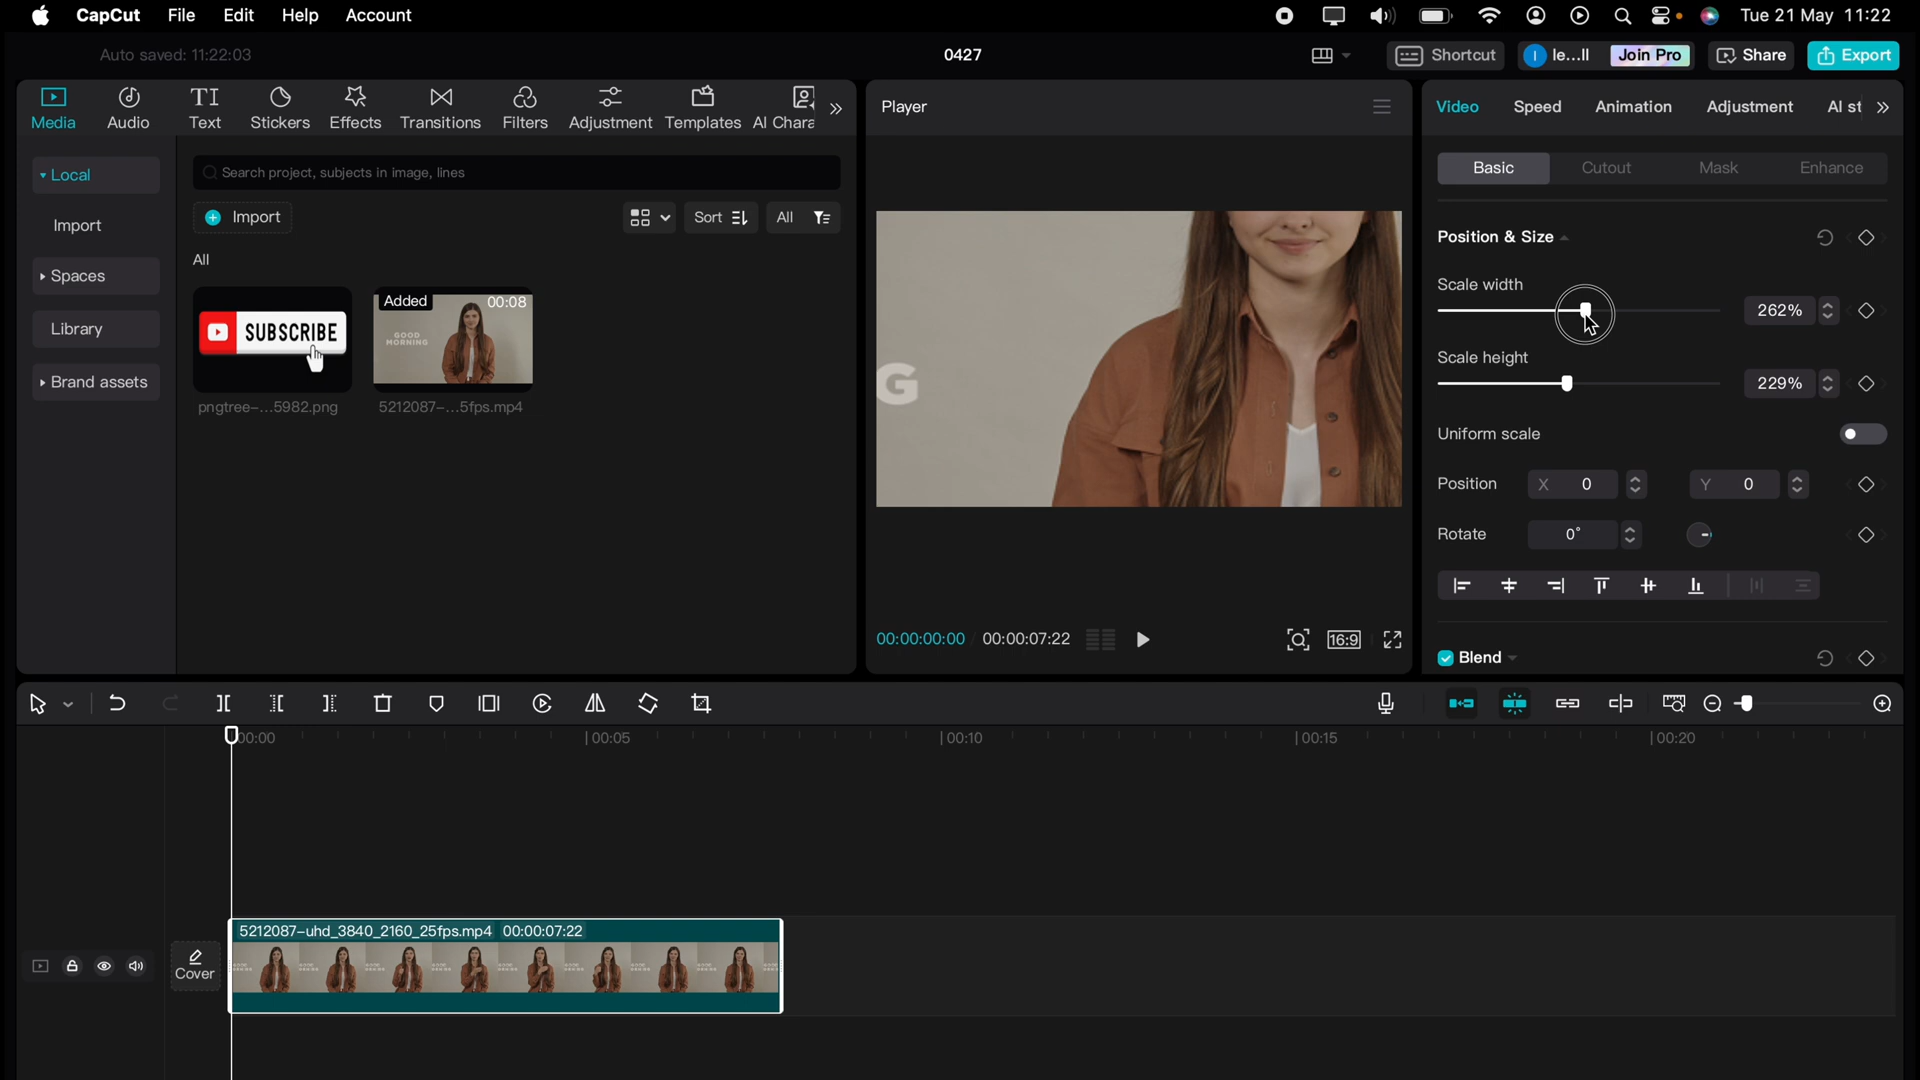 CapCut File Edit Help Account Tue 21 May 11:22
Auto saved: 11:22:03 0427 Shortcut I le...ll Join Pro Share Export
Media Audio Text Stickers Effects Transitions Filters Adjustment Templates AI Chara
TI
Player
Video Speed Animation Adjustment AI st
Local
Import
Spaces
Library
Brand assets
Search project, subjects in image, lines
Import Sort All
All
SUBSCRIBE
pngtree-...5982.png
Added 00:08
GOOD
MORNING
5212087-...5fps.mp4
G
00:00:00:00 00:00:07:22 16:9
Basic Cutout Mask Enhance
Position & Size
Scale width
262%
Scale height
229%
Uniform scale
Position X 0 Y 0
Rotate 0°
Blend
00:00 00:05 00:10 00:15 00:20
5212087-uhd_3840_2160_25fps.mp4 00:00:07:22
Cover